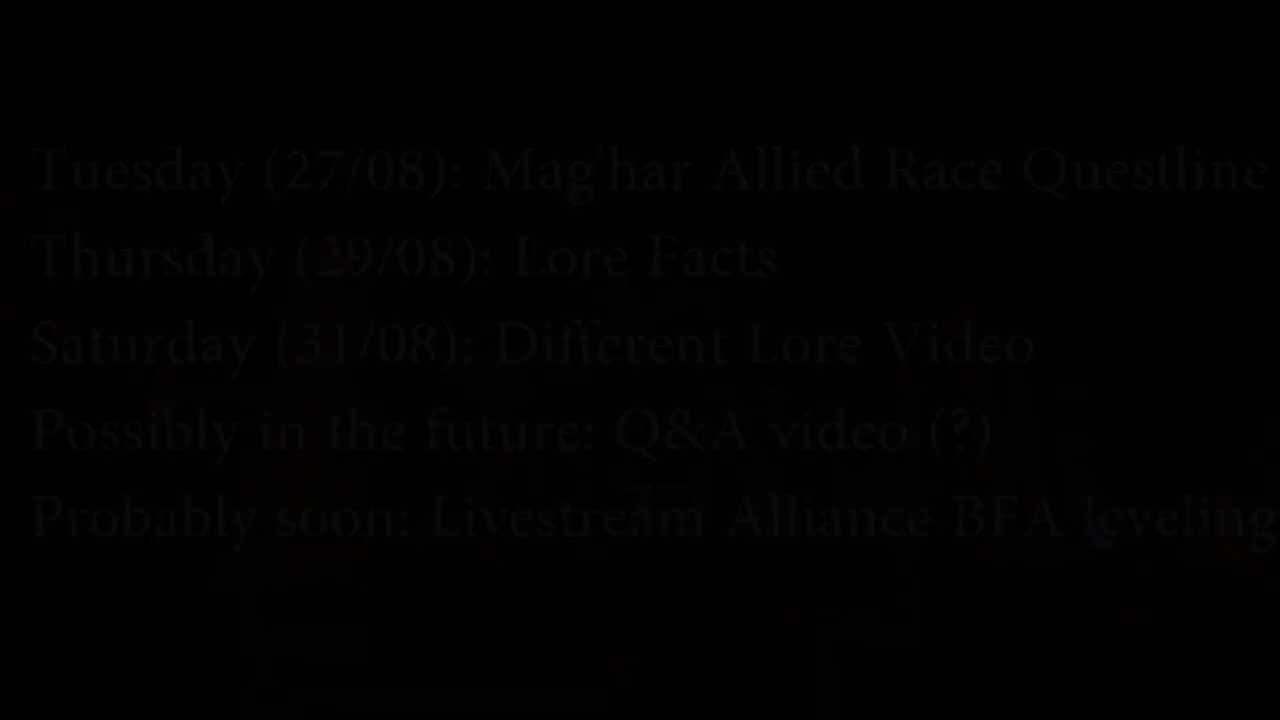 Tuesday (27/08): Mag'har Allied Race Questline
Thursday (29/08): Lore Facts
Saturday (31/08): Different Lore Video
Possibly in the future: Q&A video (?)
Probably soon: Livestream Alliance BFA leveling